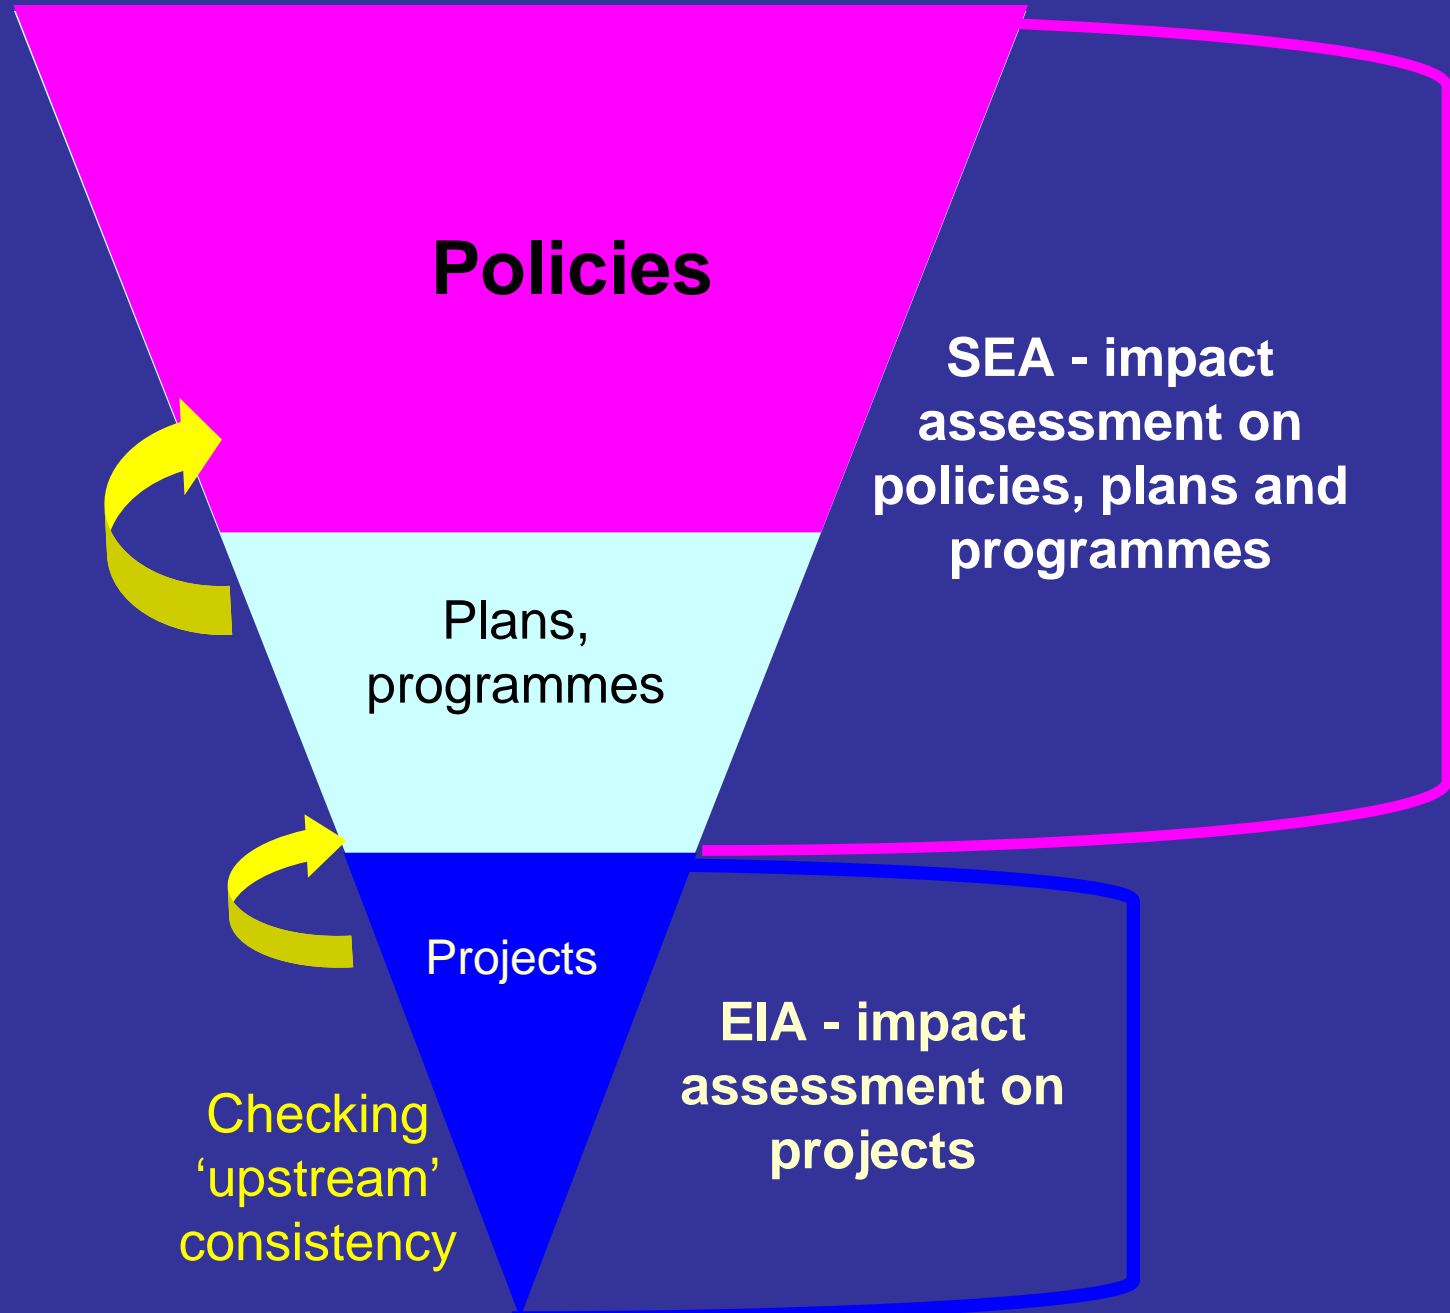 Policies
SEA - impact
assessment on
policies, plans and
programmes
Plans,
programmes
Projects
EIA - impact
assessment on
projects
Checking
‘upstream’
consistency